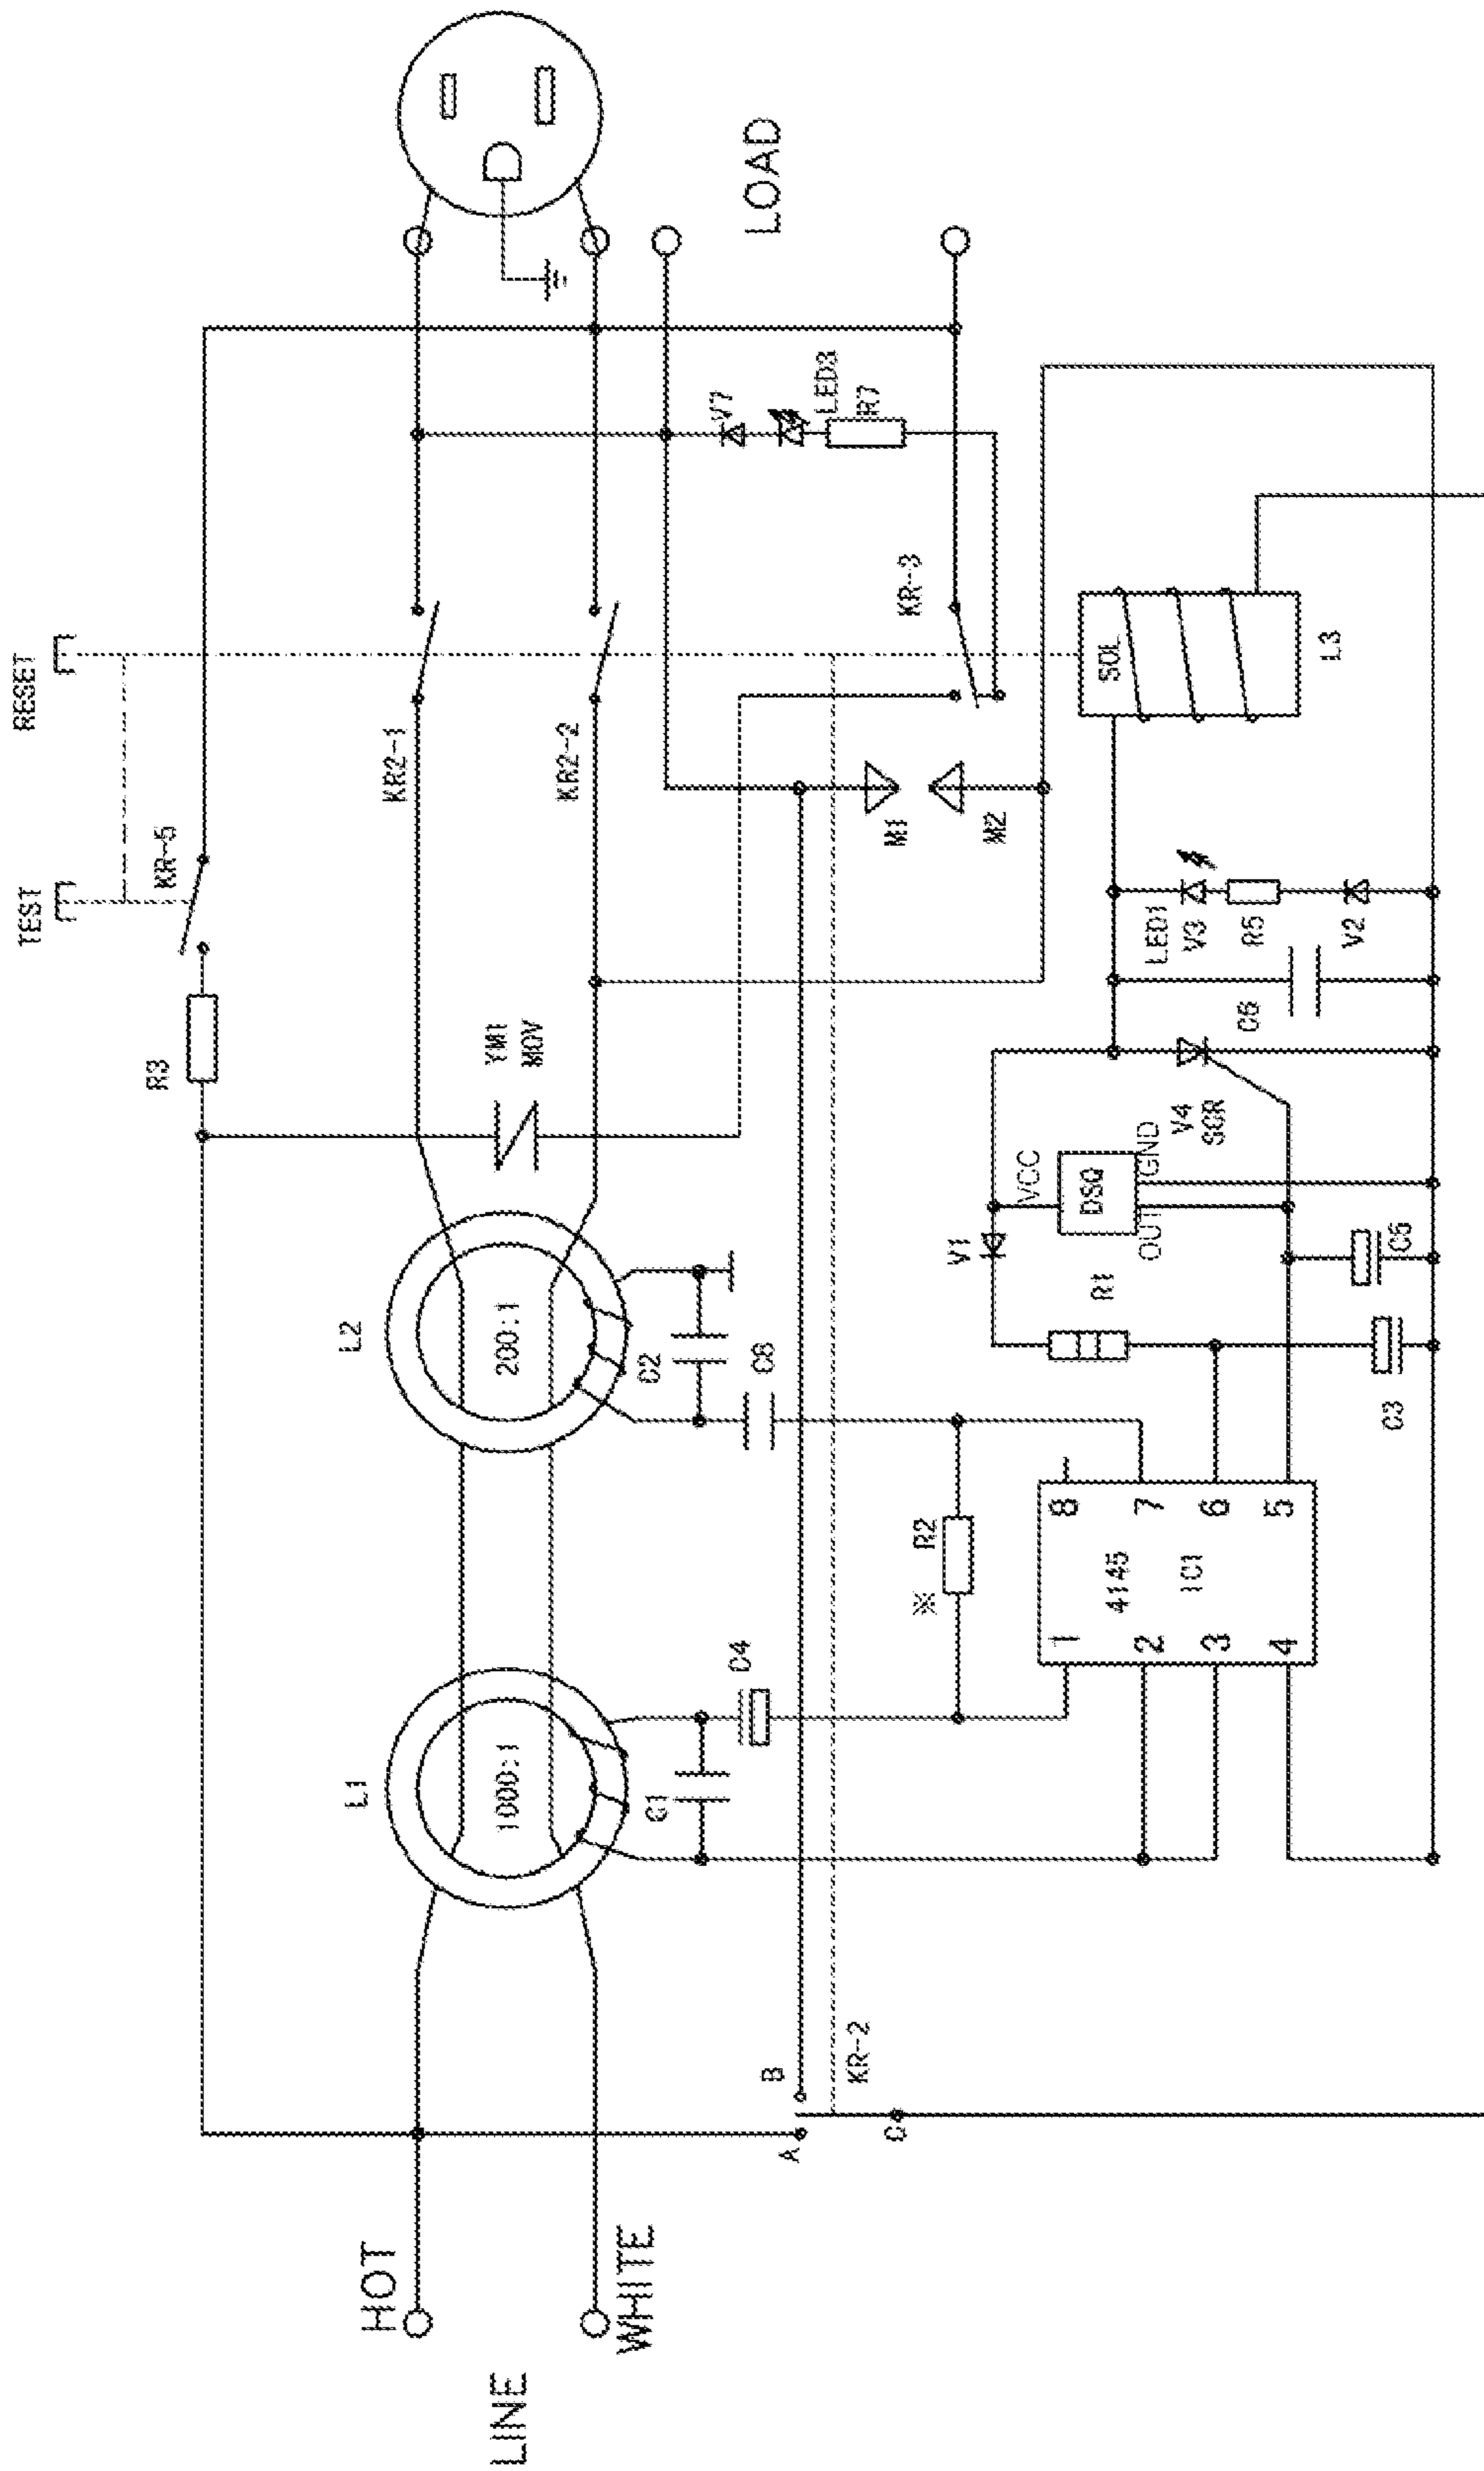 TEST
RESET
KR-5
R3
HOT
LINE
WHITE
L1
1000:1
L2
200:1
YM1
MOV
KR2-1
KR2-2
C1
C4
C2
C8
A
B
KR-2
M1
M2
KR-3
V7
LED3
R7
LOAD
※ R2
1
2
3
4
4145
IC1
8
7
6
5
V1
R1
C3
C5
VCC
DSQ
OUT
GND
V4
SCR
C6
LED1
V3
R5
V2
SOL
L3